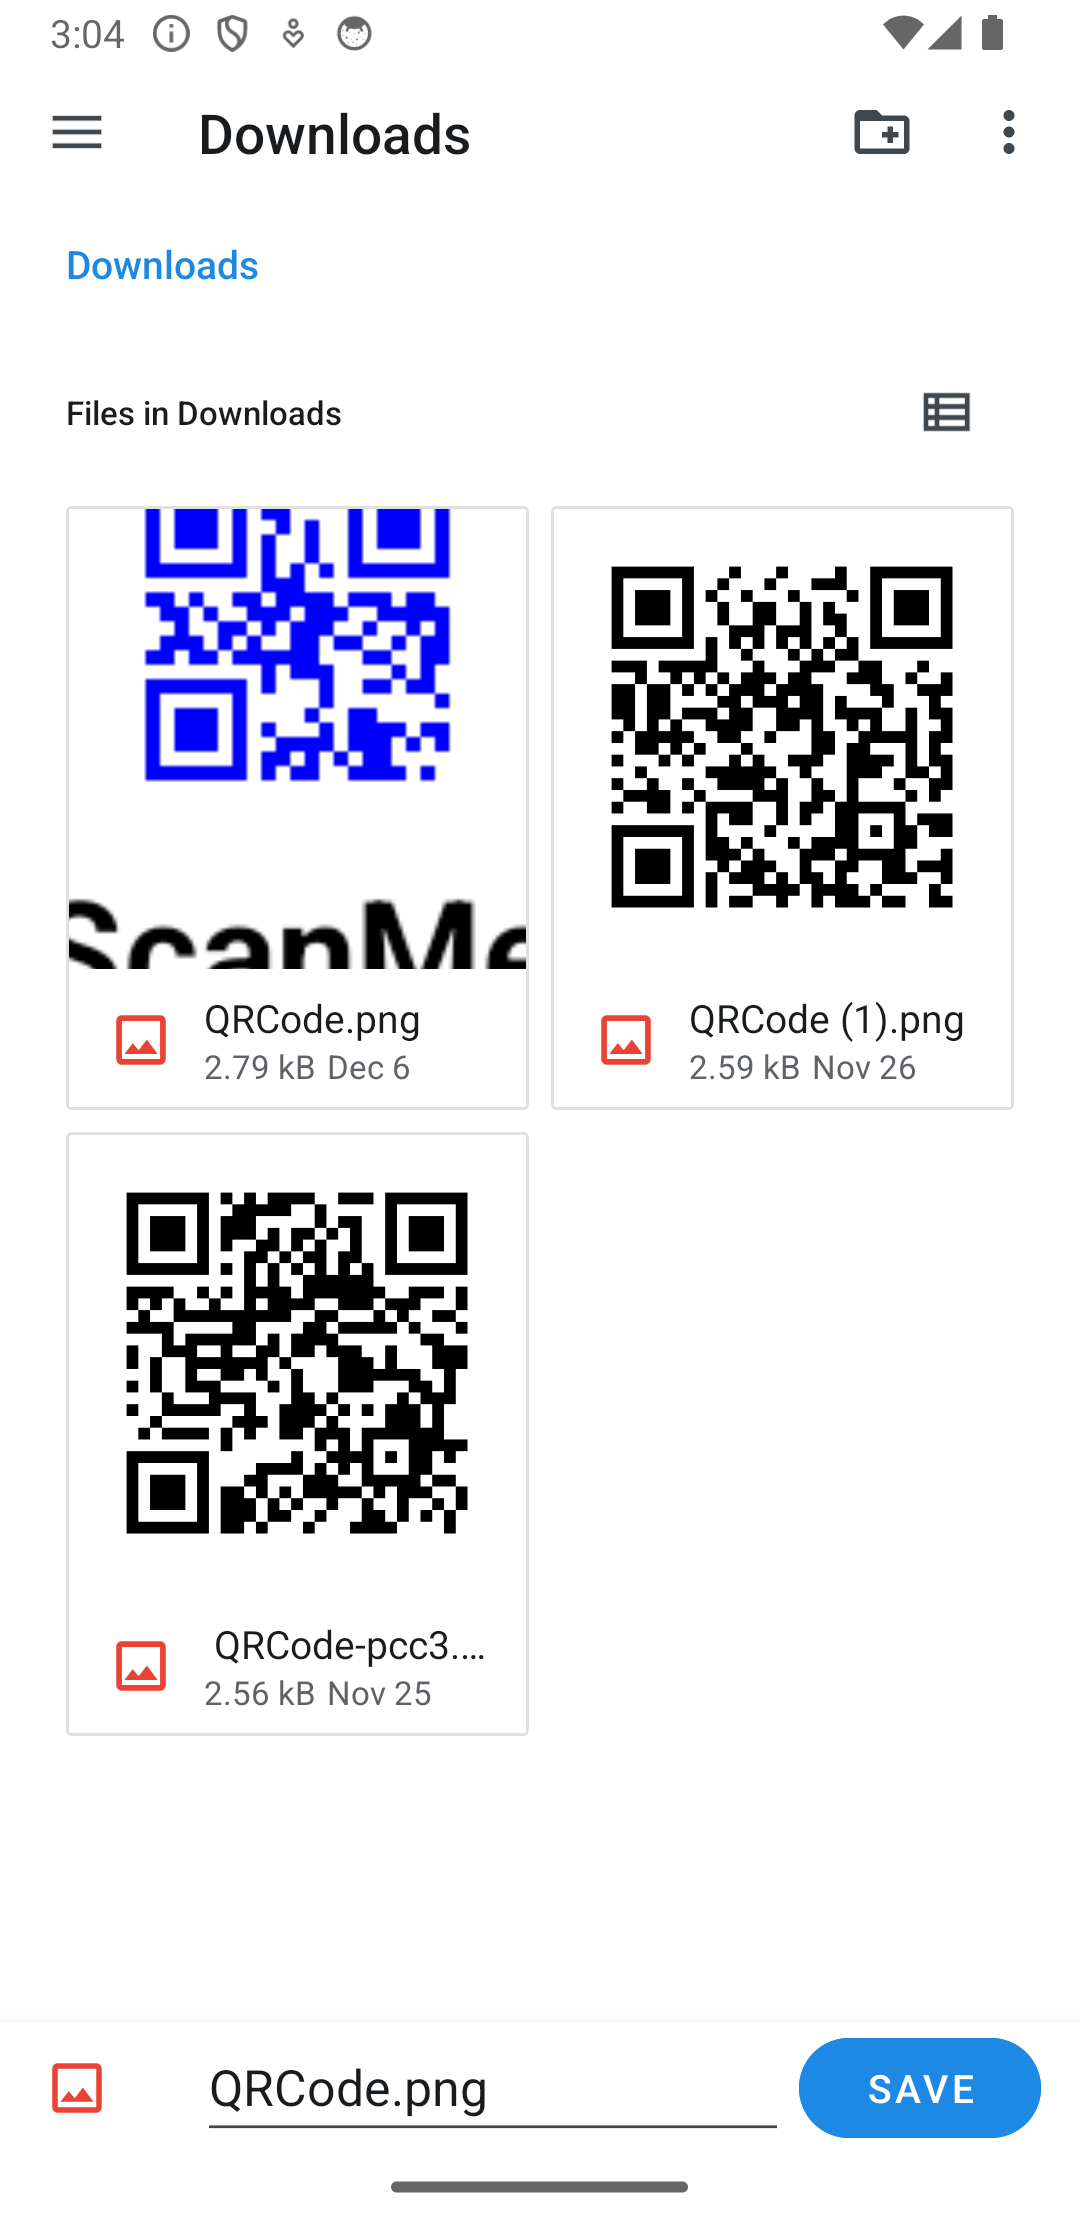 3:04
Downloads
Downloads
Files in Downloads
ScanMe
QRCode.png
2.79 kB Dec 6
QRCode (1).png
2.59 kB Nov 26
QRCode-pcc3....
2.56 kB Nov 25
QRCode.png
SAVE